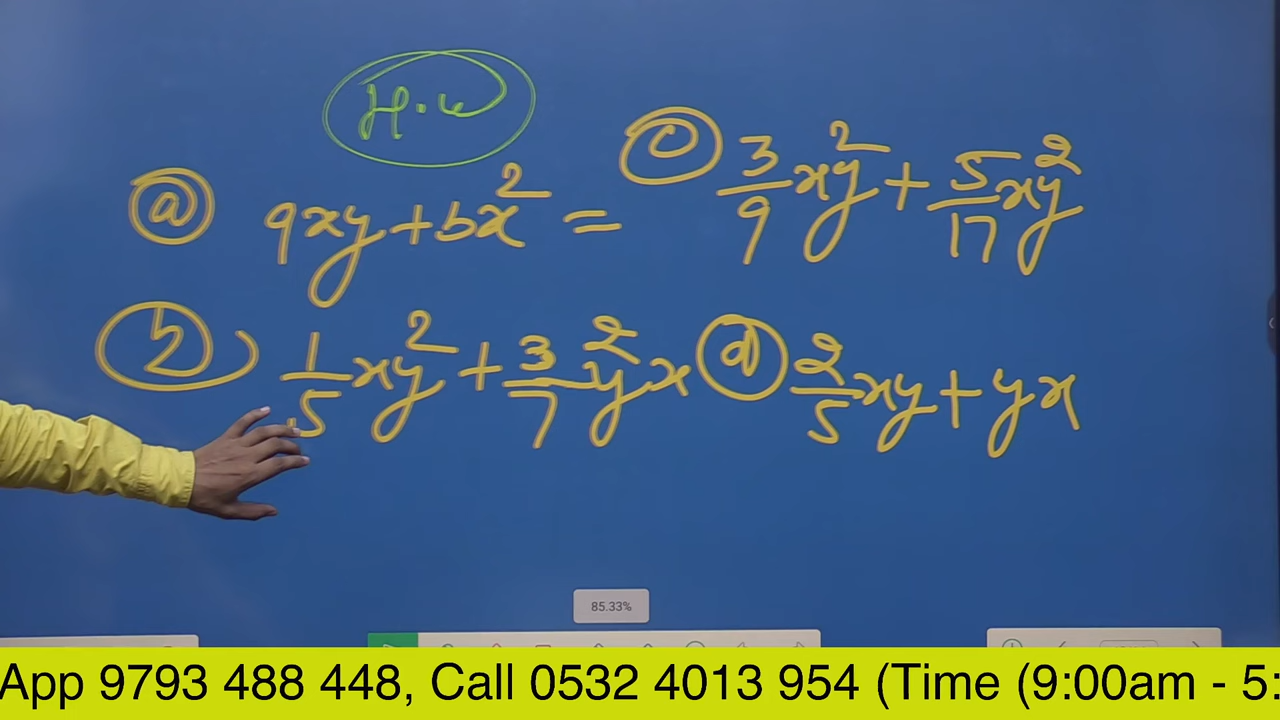 H.W
(a) 9xy + bx² =
(b) 1/5 xy² + 3/7 y²x
(c) 3/9 xy² + 5/17 xy²
(d) 2/5 xy + yx
85.33%
App 9793 488 448, Call 0532 4013 954 (Time (9:00am - 5: